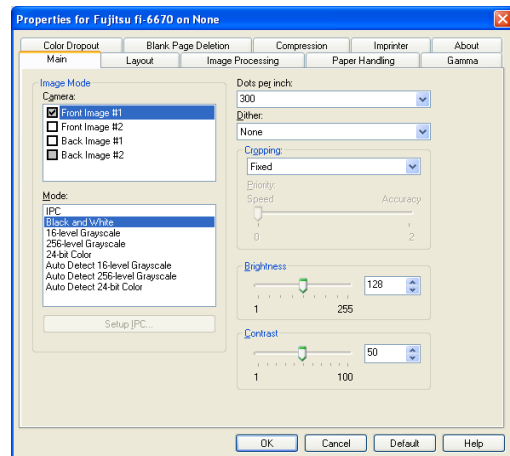 Properties for Fujitsu fi-6670 on None
Color Dropout Blank Page Deletion Compression Imprinter About
Main Layout Image Processing Paper Handling Gamma
Image Mode
Camera:
Front Image #1
Front Image #2
Back Image #1
Back Image #2
Mode:
IPC
Black and White
16-level Grayscale
256-level Grayscale
24-bit Color
Auto Detect 16-level Grayscale
Auto Detect 256-level Grayscale
Auto Detect 24-bit Color
Setup IPC...
Dots per inch:
300
Dither:
None
Cropping:
Fixed
Priority:
Speed Accuracy
0 2
Brightness
128
1 255
Contrast
50
1 100
OK Cancel Default Help